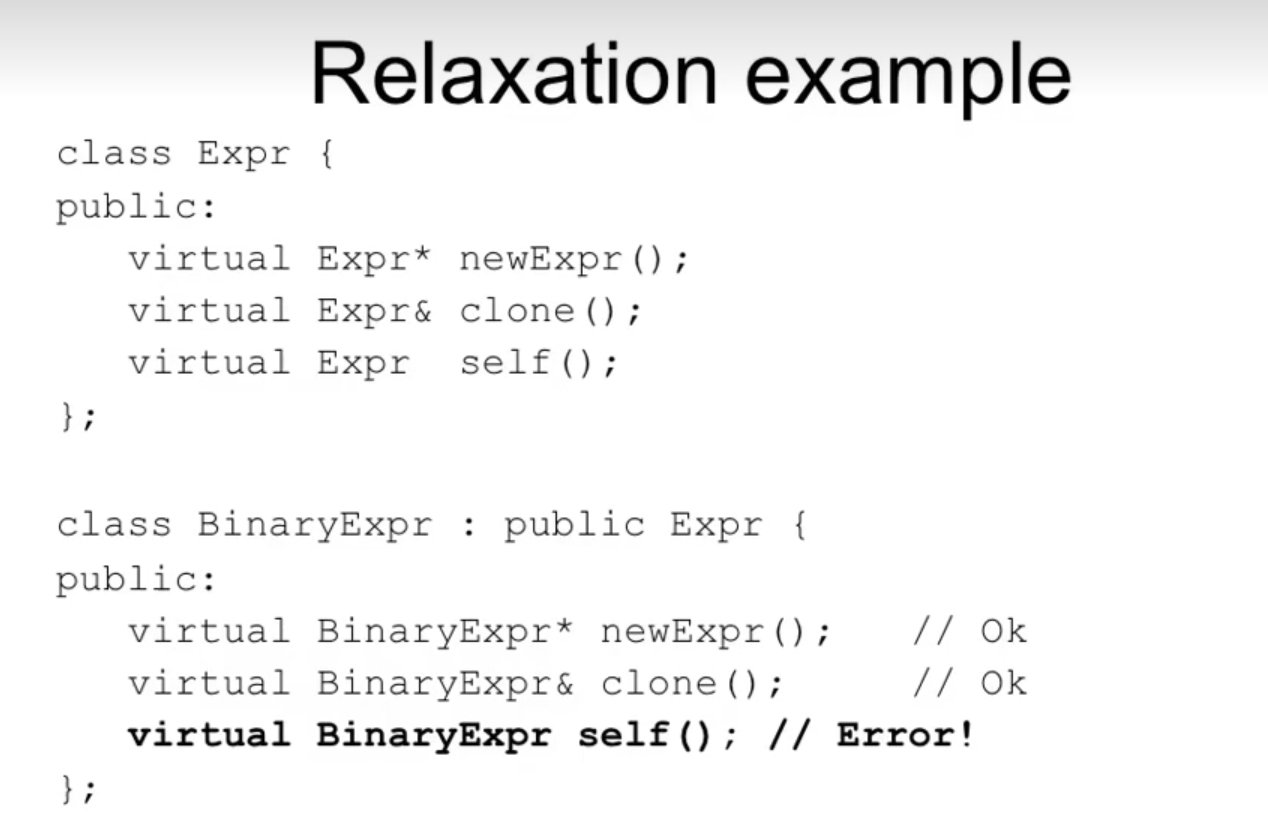 Relaxation example
class Expr {
public:
   virtual Expr* newExpr();
   virtual Expr& clone();
   virtual Expr  self();
};
class BinaryExpr : public Expr {
public:
   virtual BinaryExpr* newExpr();   // Ok
   virtual BinaryExpr& clone();     // Ok
   virtual BinaryExpr self(); // Error!
};